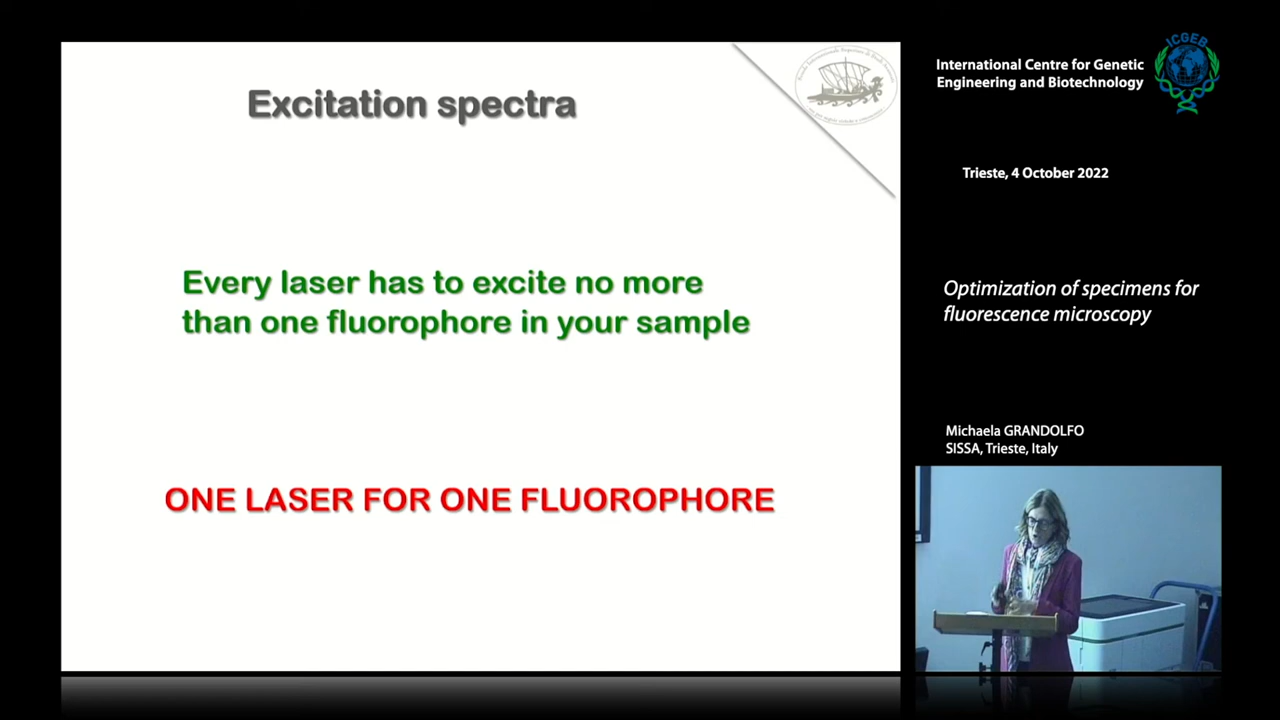 Excitation spectra
Every laser has to excite no more
than one fluorophore in your sample
ONE LASER FOR ONE FLUOROPHORE
International Centre for Genetic
Engineering and Biotechnology
ICGEB
Trieste, 4 October 2022
Optimization of specimens for
fluorescence microscopy
Michaela GRANDOLFO
SISSA, Trieste, Italy